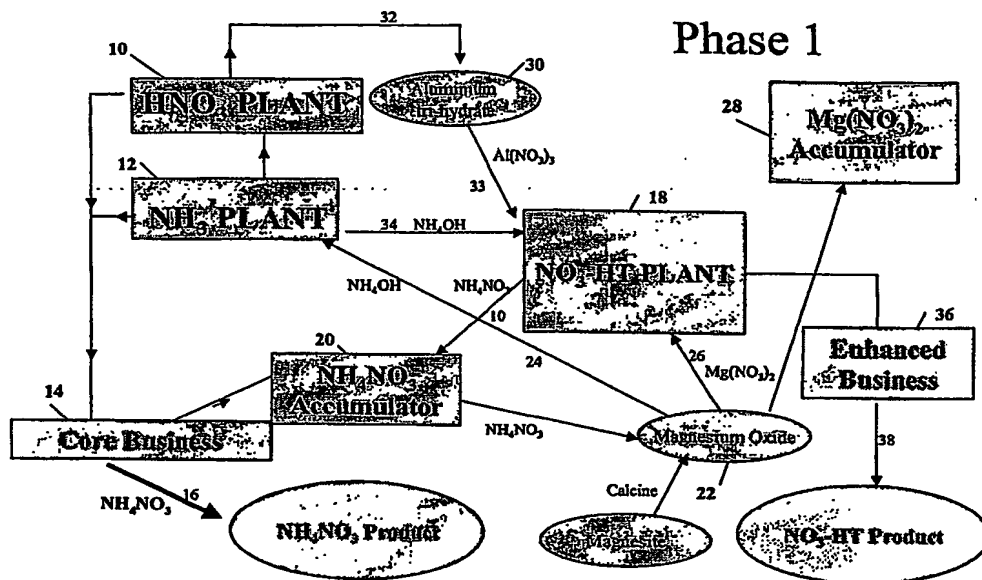 32
Phase 1
10
30
HNO3 PLANT
Aluminium
Tri-hydrate
28
Mg(NO3)2
Accumulator
12
Al(NO3)3
33
18
NH3 PLANT
34 NH4OH
NO3-HT PLANT
NH4OH
NH4NO3
10
36
20
24
26
Enhanced
Business
NH4NO3
Accumulator
Mg(NO3)2
14
Core Business
NH4NO3
Magnesium Oxide
38
16
NH4NO3
Calcine
22
NH4NO3 Product
Magnesite
NO3-HT Product